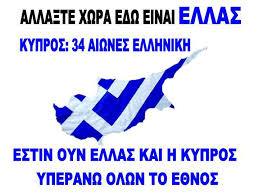 ΑΛΛΑΞΤΕ ΧΩΡΑ ΕΔΩ ΕΙΝΑΙ ΕΛΛΑΣ
ΚΥΠΡΟΣ: 34 ΑΙΩΝΕΣ ΕΛΛΗΝΙΚΗ
ΕΣΤΙΝ ΟΥΝ ΕΛΛΑΣ ΚΑΙ Η ΚΥΠΡΟΣ
ΥΠΕΡΑΝΩ ΟΛΩΝ ΤΟ ΕΘΝΟΣ